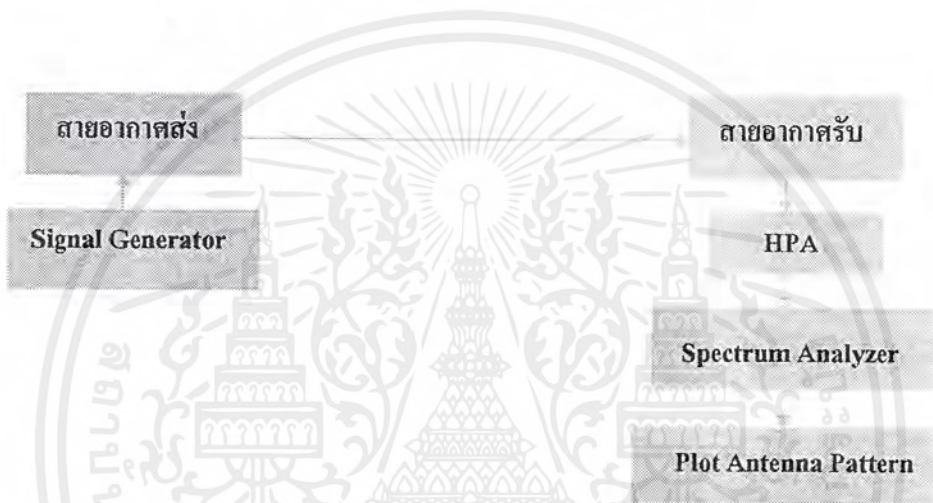 สายอากาศส่ง
สายอากาศรับ
Signal Generator
HPA
Spectrum Analyzer
Plot Antenna Pattern